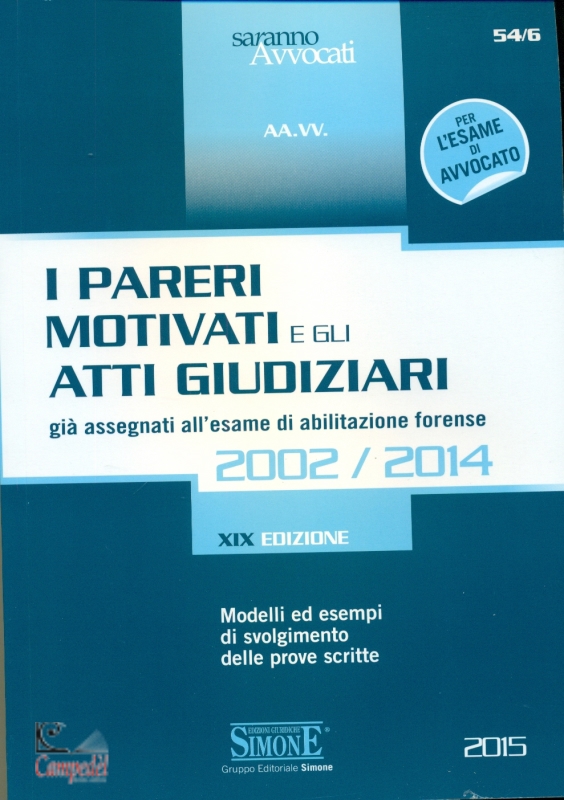 saranno
Avvocati
54/6
AA.VV.
PER
L'ESAME
DI
AVVOCATO
I PARERI
MOTIVATI E GLI
ATTI GIUDIZIARI
già assegnati all'esame di abilitazione forense
2002 / 2014
XIX EDIZIONE
Modelli ed esempi
di svolgimento
delle prove scritte
EDIZIONI GIURIDICHE
SIMONE®
Gruppo Editoriale Simone
2015
Campedel